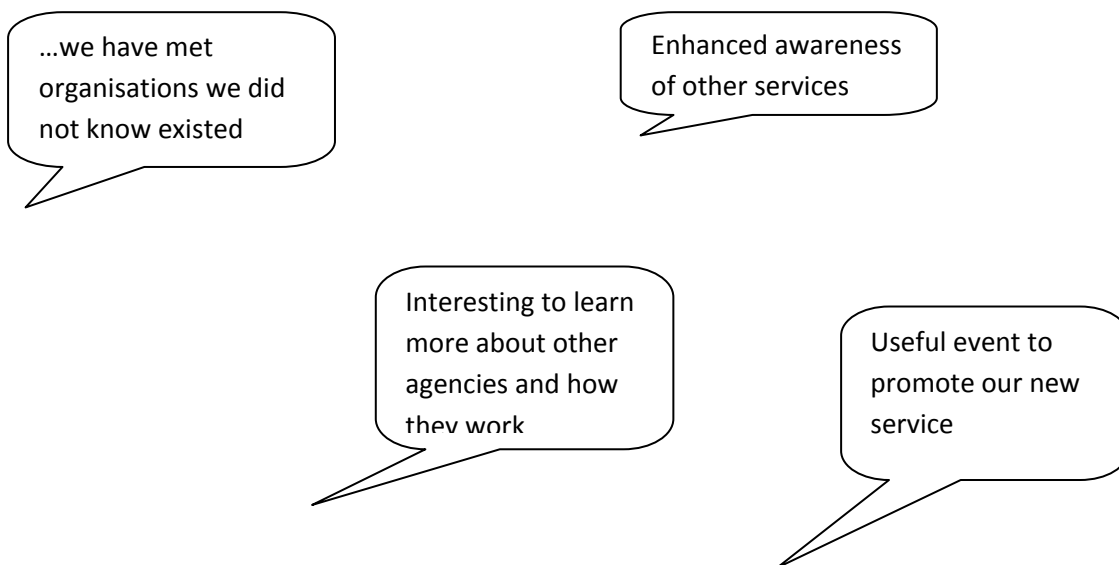 ...we have met
organisations we did
not know existed
Enhanced awareness
of other services
Interesting to learn
more about other
agencies and how
they work
Useful event to
promote our new
service